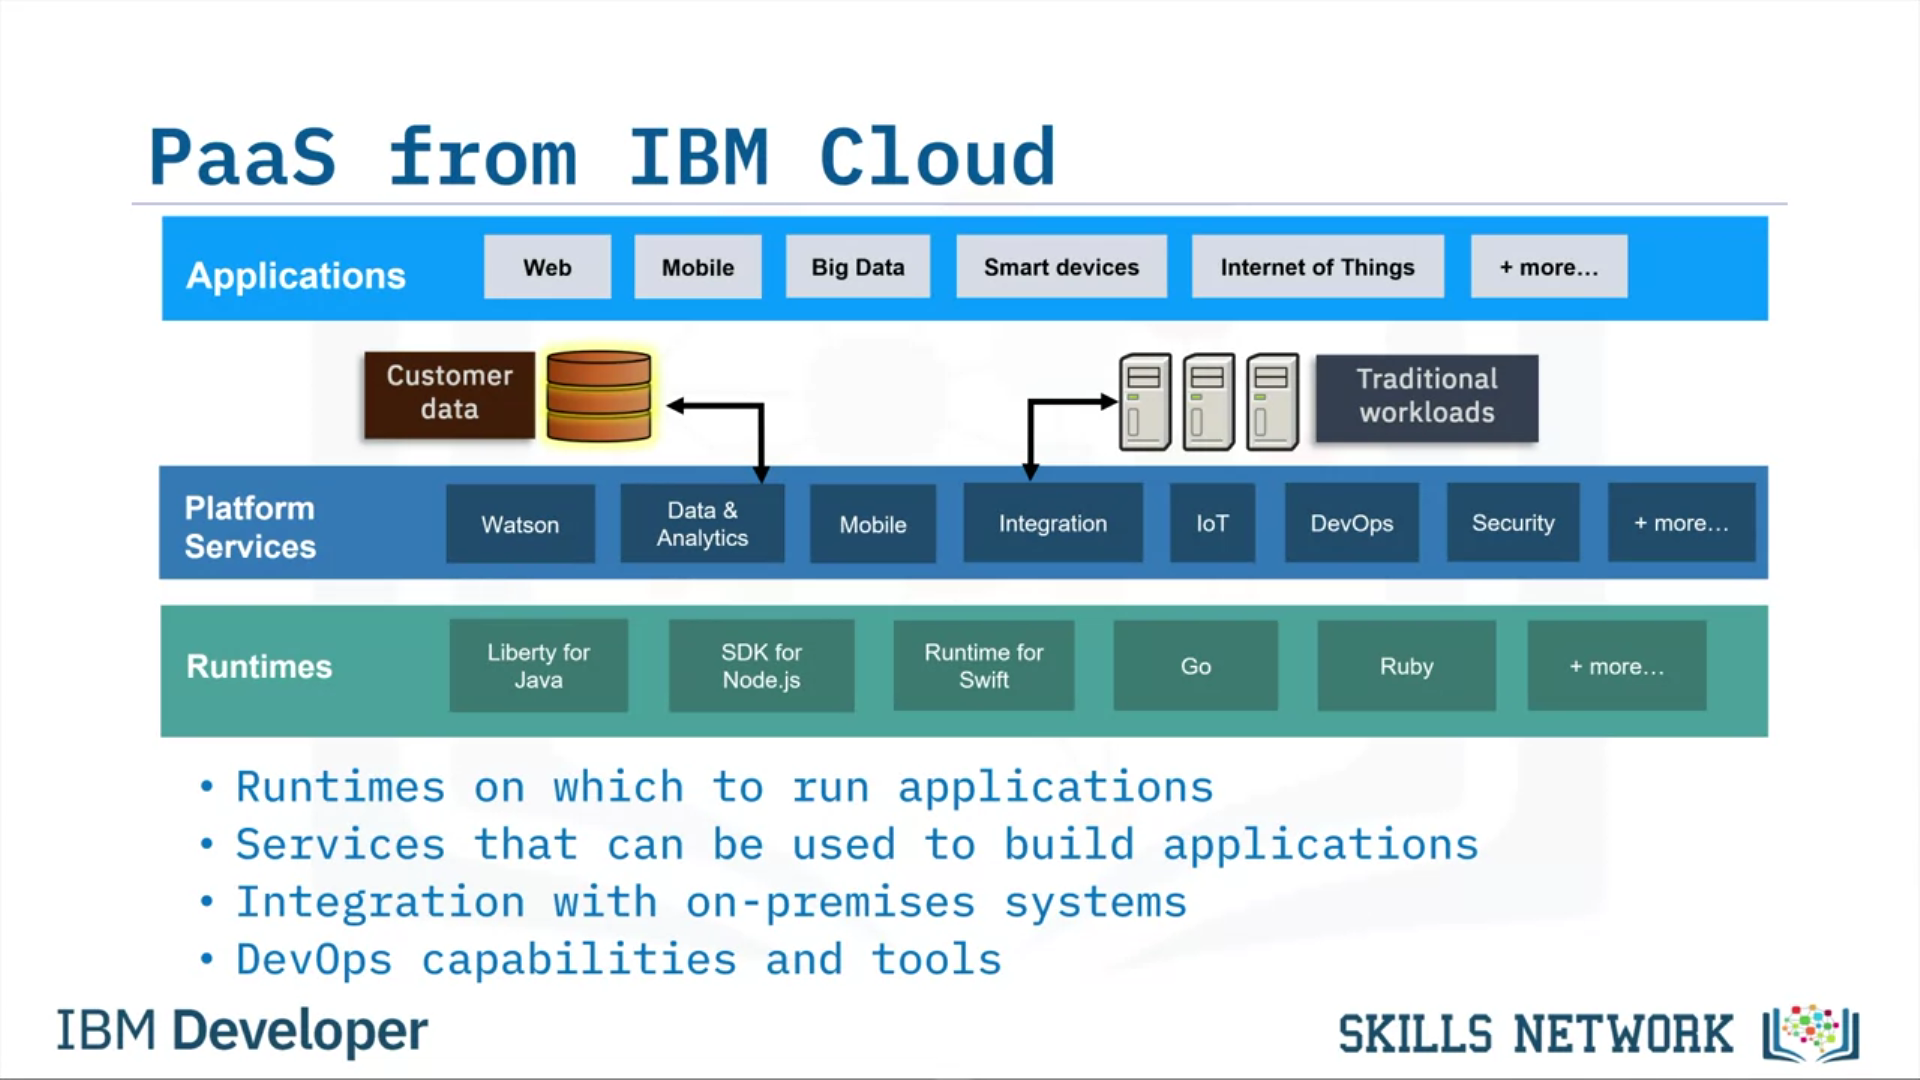 PaaS from IBM Cloud
Applications
Web
Mobile
Big Data
Smart devices
Internet of Things
+ more...
Customer
data
Traditional
workloads
Platform
Services
Watson
Data &
Analytics
Mobile
Integration
IoT
DevOps
Security
+ more...
Runtimes
Liberty for
Java
SDK for
Node.js
Runtime for
Swift
Go
Ruby
+ more...
• Runtimes on which to run applications
• Services that can be used to build applications
• Integration with on-premises systems
• DevOps capabilities and tools
IBM Developer
SKILLS NETWORK